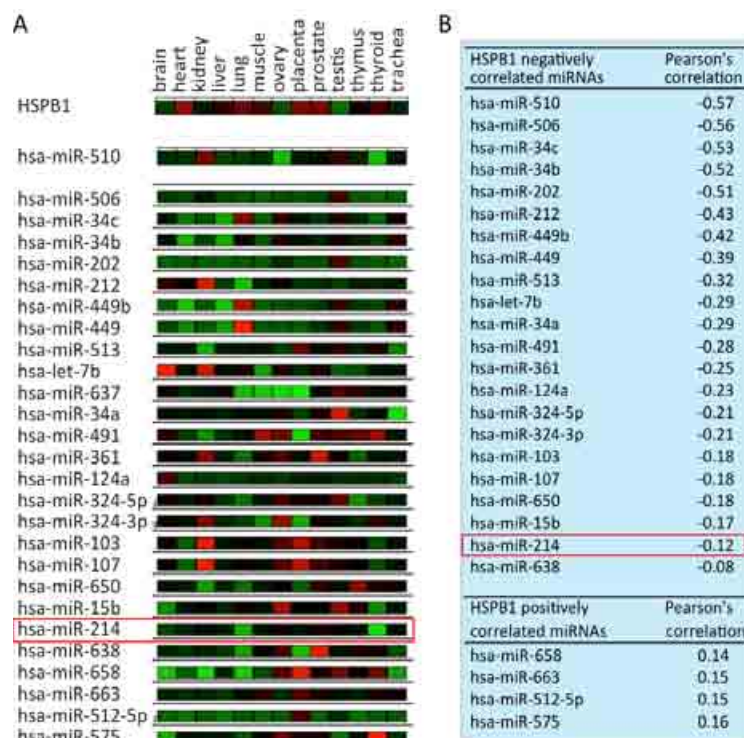 A
brain
heart
kidney
liver
lung
muscle
ovary
placenta
prostate
testis
thymus
thyroid
trachea
HSPB1
hsa-miR-510
hsa-miR-506
hsa-miR-34c
hsa-miR-34b
hsa-miR-202
hsa-miR-212
hsa-miR-449b
hsa-miR-449
hsa-miR-513
hsa-let-7b
hsa-miR-637
hsa-miR-34a
hsa-miR-491
hsa-miR-361
hsa-miR-124a
hsa-miR-324-5p
hsa-miR-324-3p
hsa-miR-103
hsa-miR-107
hsa-miR-650
hsa-miR-15b
hsa-miR-214
hsa-miR-638
hsa-miR-658
hsa-miR-663
hsa-miR-512-5p
hsa-miR-575
B
HSPB1 negatively Pearson's
correlated miRNAs correlation
hsa-miR-510 -0.57
hsa-miR-506 -0.56
hsa-miR-34c -0.53
hsa-miR-34b -0.52
hsa-miR-202 -0.51
hsa-miR-212 -0.43
hsa-miR-449b -0.42
hsa-miR-449 -0.39
hsa-miR-513 -0.32
hsa-let-7b -0.29
hsa-miR-34a -0.29
hsa-miR-491 -0.28
hsa-miR-361 -0.25
hsa-miR-124a -0.23
hsa-miR-324-5p -0.21
hsa-miR-324-3p -0.21
hsa-miR-103 -0.18
hsa-miR-107 -0.18
hsa-miR-650 -0.18
hsa-miR-15b -0.17
hsa-miR-214 -0.12
hsa-miR-638 -0.08
HSPB1 positively Pearson's
correlated miRNAs correlation
hsa-miR-658 0.14
hsa-miR-663 0.15
hsa-miR-512-5p 0.15
hsa-miR-575 0.16